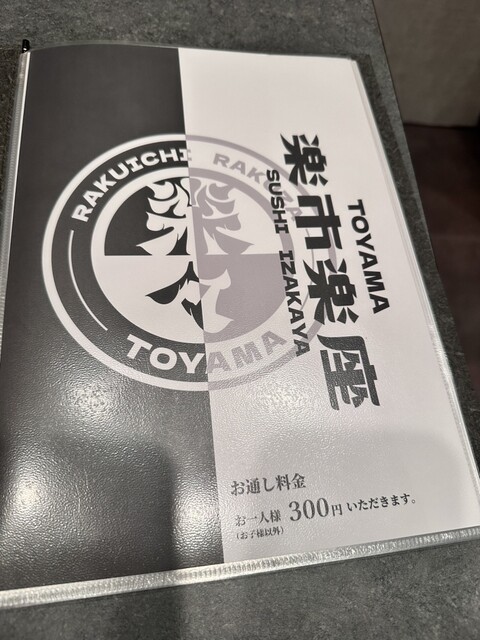 RAKUICHI RAKUZA
TOYAMA
楽市楽座
TOYAMA
SUSHI IZAKAYA
お通し料金
お一人様 300円いただきます。
(お子様以外)